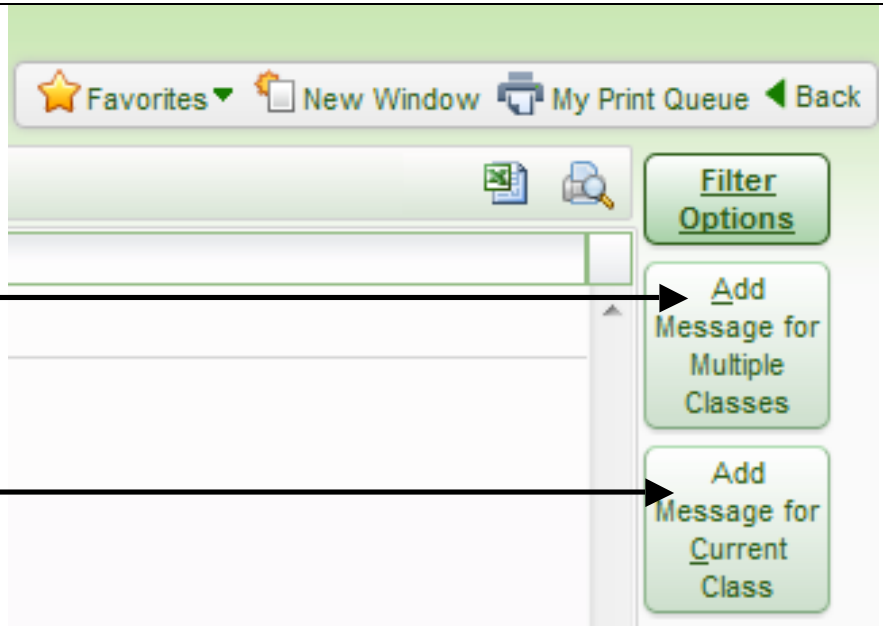 Favorites New Window My Print Queue Back
Filter
Options
Add
Message for
Multiple
Classes
Add
Message for
Current
Class